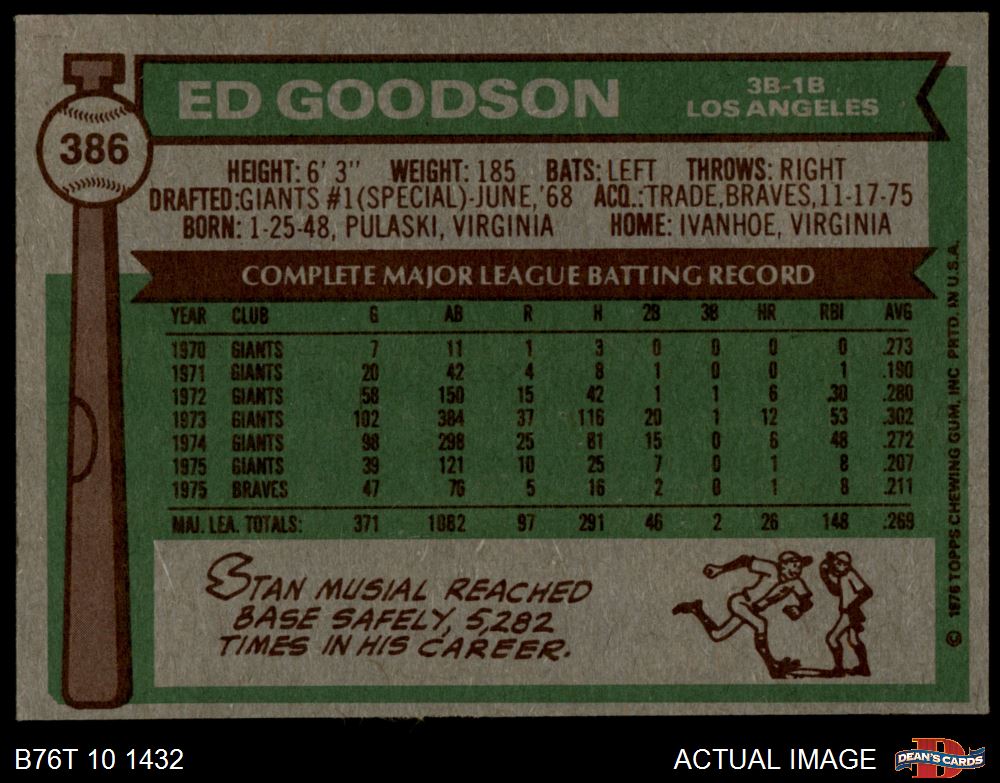 ED GOODSON
3B-1B
LOS ANGELES
386
HEIGHT: 6' 3" WEIGHT: 185 BATS: LEFT THROWS: RIGHT
DRAFTED: GIANTS #1 (SPECIAL)-JUNE, '68 ACQ.: TRADE, BRAVES, 11-17-75
BORN: 1-25-48, PULASKI, VIRGINIA HOME: IVANHOE, VIRGINIA
COMPLETE MAJOR LEAGUE BATTING RECORD
YEAR CLUB G AB R H 2B 3B HR RBI AVG
1970 GIANTS 7 11 1 3 0 0 0 0 .273
1971 GIANTS 20 42 4 8 1 0 0 1 .190
1972 GIANTS 58 150 15 42 1 1 6 30 .280
1973 GIANTS 102 384 37 116 20 1 12 53 .302
1974 GIANTS 98 298 25 81 15 0 6 48 .272
1975 GIANTS 39 121 10 25 7 0 1 8 .207
1975 BRAVES 47 76 5 16 2 0 1 8 .211
MAJ. LEA. TOTALS: 371 1082 97 291 46 2 26 148 .269
STAN MUSIAL REACHED
BASE SAFELY, 5,282
TIMES IN HIS CAREER.
© 1976 TOPPS CHEWING GUM, INC PRTD. IN U.S.A.
B76T 10 1432
ACTUAL IMAGE
D
DEAN'S CARDS